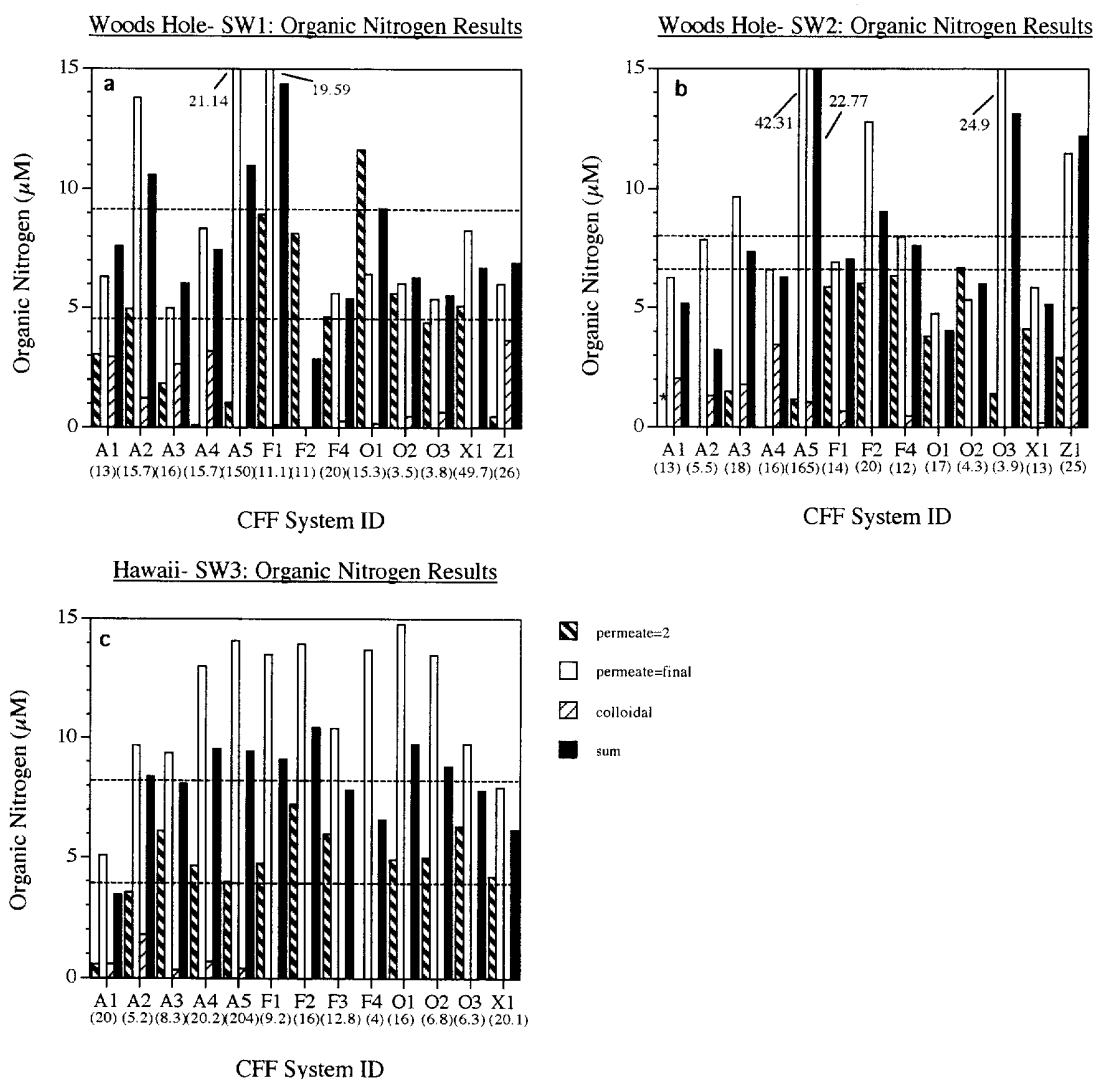 Woods Hole- SW1: Organic Nitrogen Results
a
15
10
5
0
Organic Nitrogen (µM)
21.14
19.59
A1 A2 A3 A4 A5 F1 F2 F4 O1 O2 O3 X1 Z1
(13)(15.7)(16)(15.7)(150)(11.1)(11)(20)(15.3)(3.5)(3.8)(49.7)(26)
CFF System ID
Woods Hole- SW2: Organic Nitrogen Results
b
15
10
5
0
Organic Nitrogen (µM)
42.31
22.77
24.9
*
A1 A2 A3 A4 A5 F1 F2 F4 O1 O2 O3 X1 Z1
(13) (5.5) (18) (16) (165) (14) (20) (12) (17) (4.3) (3.9) (13) (25)
CFF System ID
Hawaii- SW3: Organic Nitrogen Results
c
15
10
5
0
Organic Nitrogen (µM)
A1 A2 A3 A4 A5 F1 F2 F3 F4 O1 O2 O3 X1
(20) (5.2) (8.3)(20.2)(204) (9.2) (16) (12.8) (4) (16) (6.8) (6.3) (20.1)
CFF System ID
permeate=2
permeate=final
colloidal
sum